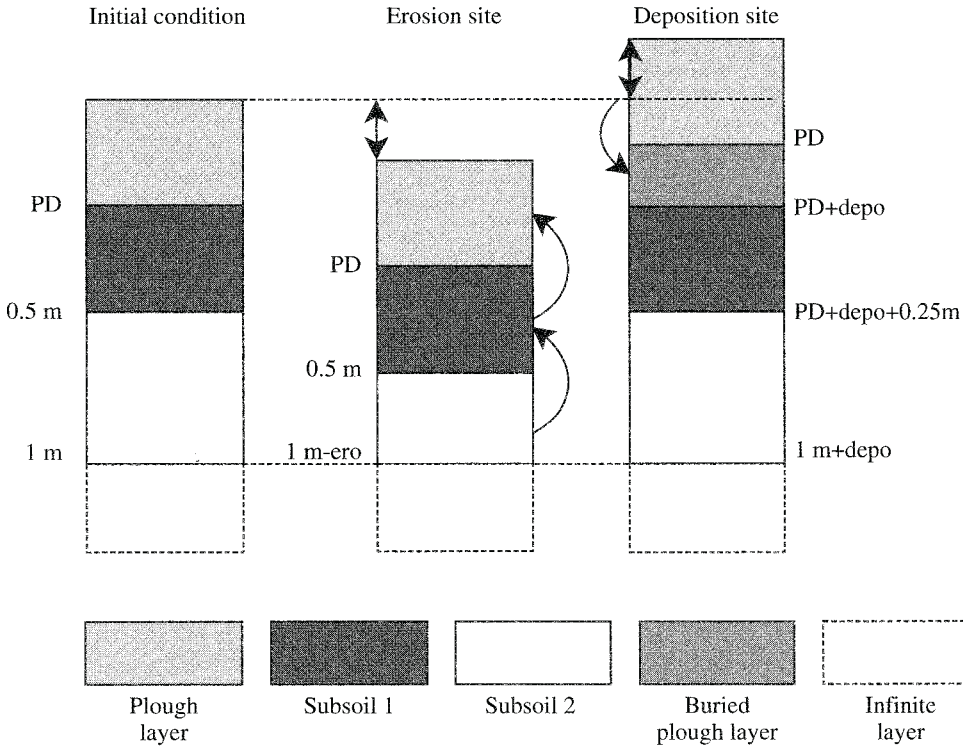 Initial condition
Erosion site
Deposition site
PD
0.5 m
1 m
PD
0.5 m
1 m-ero
PD
PD+depo
PD+depo+0.25m
1 m+depo
Plough
layer
Subsoil 1
Subsoil 2
Buried
plough layer
Infinite
layer